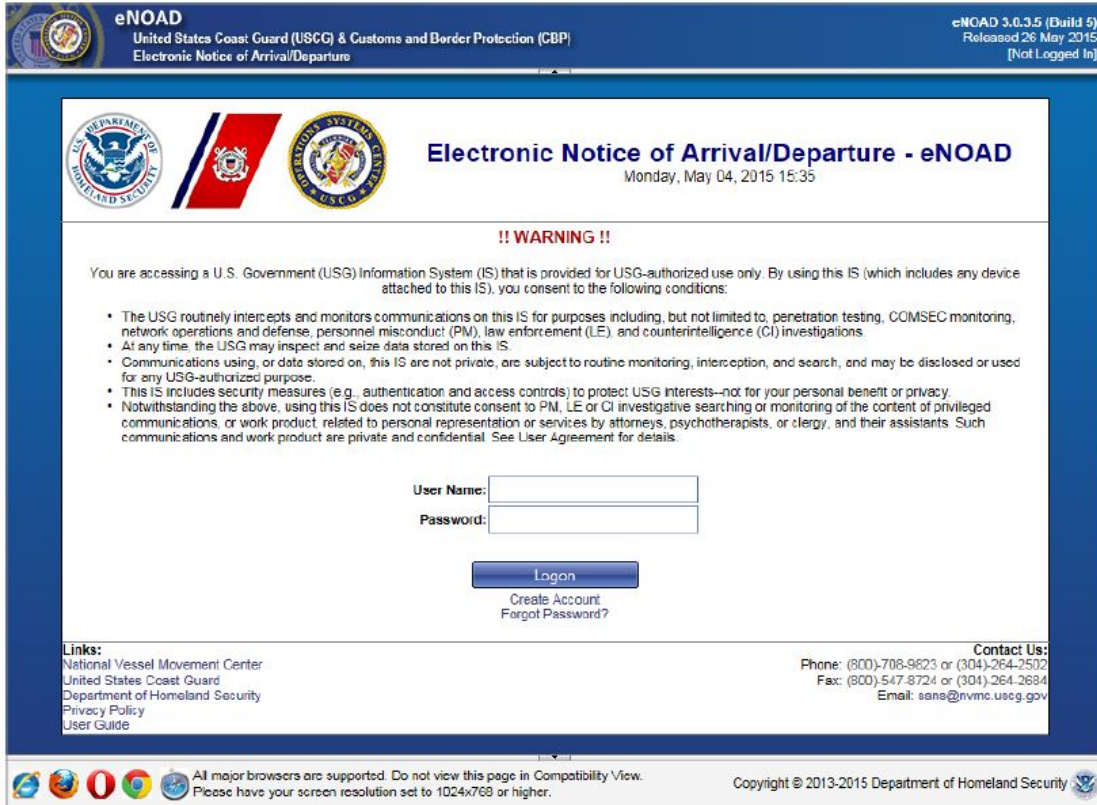 eNOAD
United States Coast Guard (USCG) & Customs and Border Protection (CBP)
Electronic Notice of Arrival/Departure
eNOAD 3.0.3.5 (Build 5)
Released 26 May 2015
[Not Logged In]
U.S. DEPARTMENT OF HOMELAND SECURITY
OPERATIONS SYSTEMS CENTER
USCG
Electronic Notice of Arrival/Departure - eNOAD
Monday, May 04, 2015 15:35
!! WARNING !!
You are accessing a U.S. Government (USG) Information System (IS) that is provided for USG-authorized use only. By using this IS (which includes any device
attached to this IS), you consent to the following conditions:
• The USG routinely intercepts and monitors communications on this IS for purposes including, but not limited to, penetration testing, COMSEC monitoring,
network operations and defense, personnel misconduct (PM), law enforcement (LE), and counterintelligence (CI) investigations.
• At any time, the USG may inspect and seize data stored on this IS.
• Communications using, or data stored on, this IS are not private, are subject to routine monitoring, interception, and search, and may be disclosed or used
for any USG-authorized purpose.
• This IS includes security measures (e.g., authentication and access controls) to protect USG interests--not for your personal benefit or privacy.
• Notwithstanding the above, using this IS does not constitute consent to PM, LE or CI investigative searching or monitoring of the content of privileged
communications, or work product, related to personal representation or services by attorneys, psychotherapists, or clergy, and their assistants. Such
communications and work product are private and confidential. See User Agreement for details.
User Name:
Password:
Logon
Create Account
Forgot Password?
Links:
National Vessel Movement Center
United States Coast Guard
Department of Homeland Security
Privacy Policy
User Guide
Contact Us:
Phone: (800)-708-9823 or (304)-264-2502
Fax: (800)-547-8724 or (304)-264-2684
Email: sans@nvmc.uscg.gov
All major browsers are supported. Do not view this page in Compatibility View.
Please have your screen resolution set to 1024x768 or higher.
Copyright © 2013-2015 Department of Homeland Security